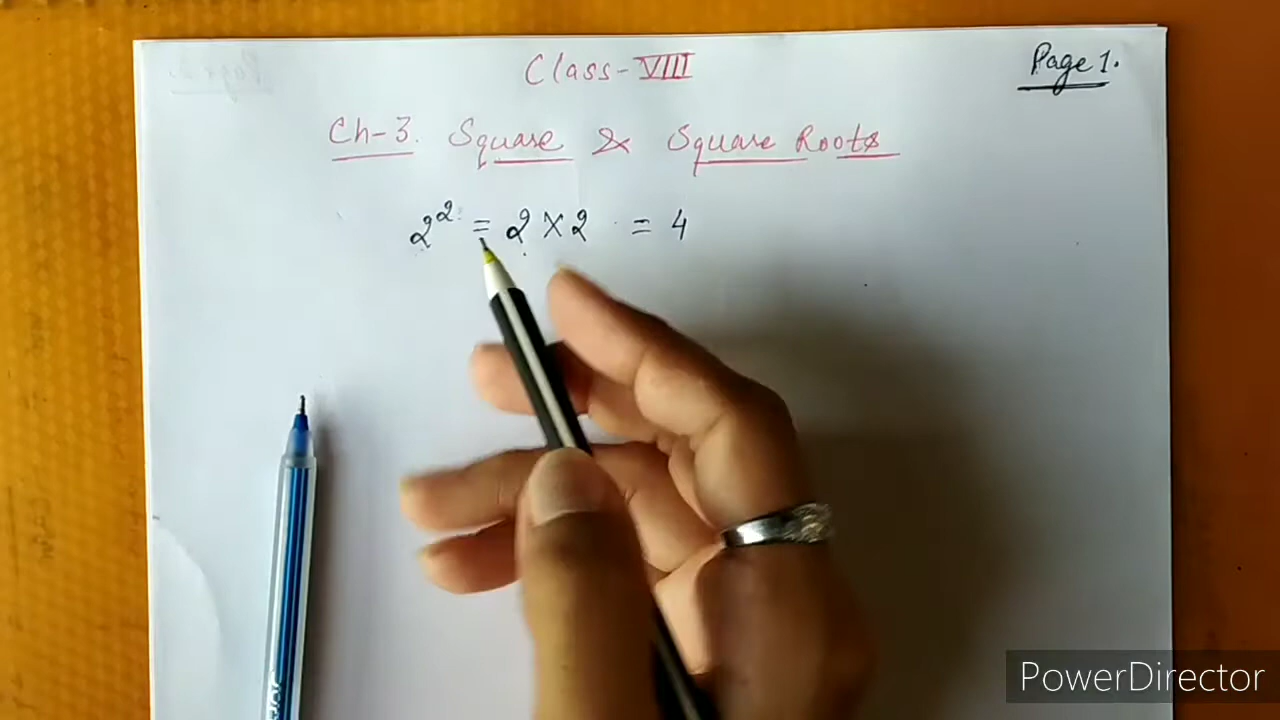 Class-VIII
Page 1.
Ch-3. Square & Square Roots
2² = 2 × 2 = 4
PowerDirector